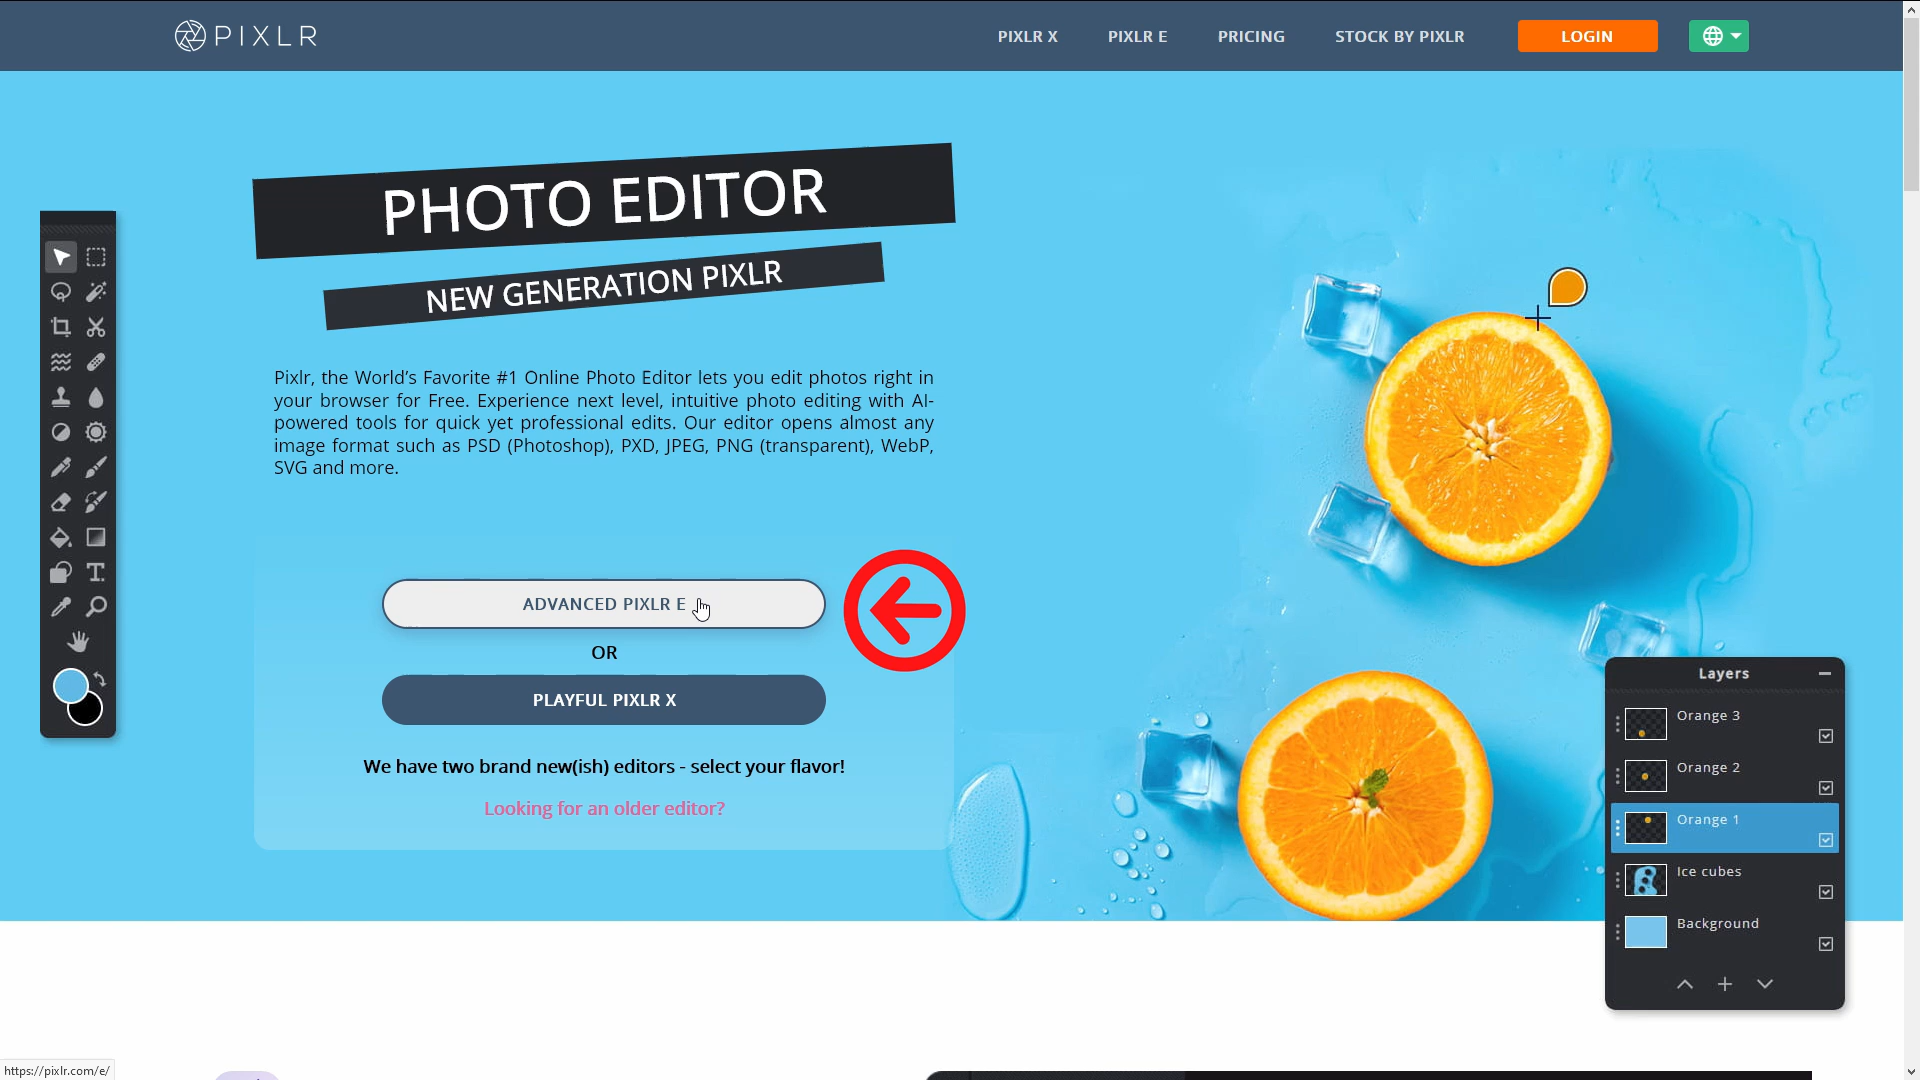 PIXLR
PIXLR X
PIXLR E
PRICING
STOCK BY PIXLR
LOGIN
PHOTO EDITOR
NEW GENERATION PIXLR
Pixlr, the World’s Favorite #1 Online Photo Editor lets you edit photos right in
your browser for Free. Experience next level, intuitive photo editing with AI-
powered tools for quick yet professional edits. Our editor opens almost any
image format such as PSD (Photoshop), PXD, JPEG, PNG (transparent), WebP,
SVG and more.
ADVANCED PIXLR E
OR
PLAYFUL PIXLR X
We have two brand new(ish) editors - select your flavor!
Looking for an older editor?
Layers
Orange 3
Orange 2
Orange 1
Ice cubes
Background
https://pixlr.com/e/